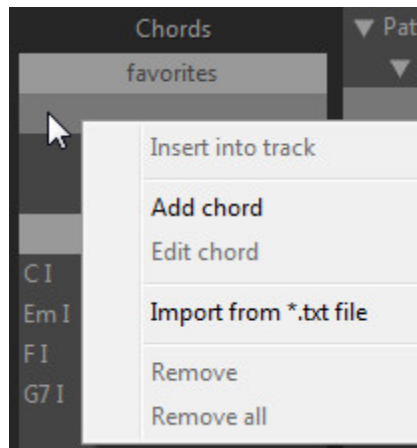 Chords
▼ Pat
favorites
▼
Insert into track
Add chord
Edit chord
C I
Em I
Import from *.txt file
F I
Remove
G7 I
Remove all